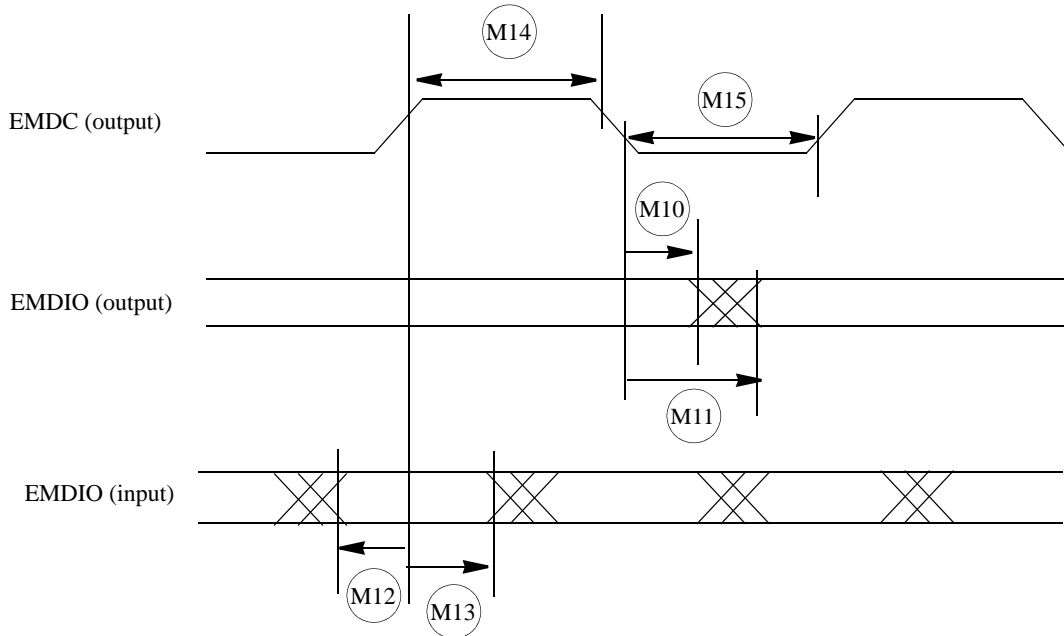 M14
M15
EMDC (output)
M10
EMDIO (output)
M11
EMDIO (input)
M12
M13